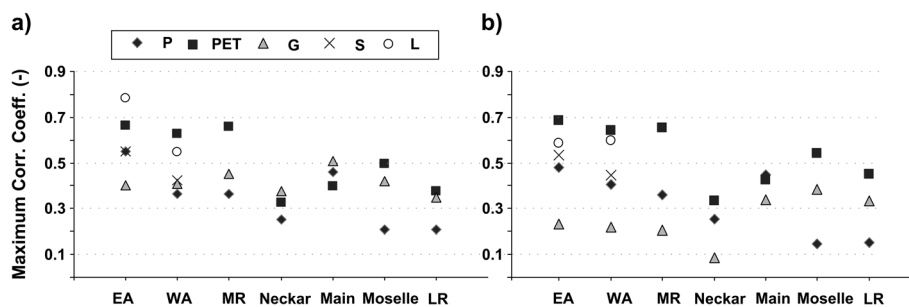 a)
b)
P PET G S L
Maximum Corr. Coeff. (-)
0.9
0.7
0.5
0.3
0.1
EA WA MR Neckar Main Moselle LR
0.9
0.7
0.5
0.3
0.1
EA WA MR Neckar Main Moselle LR